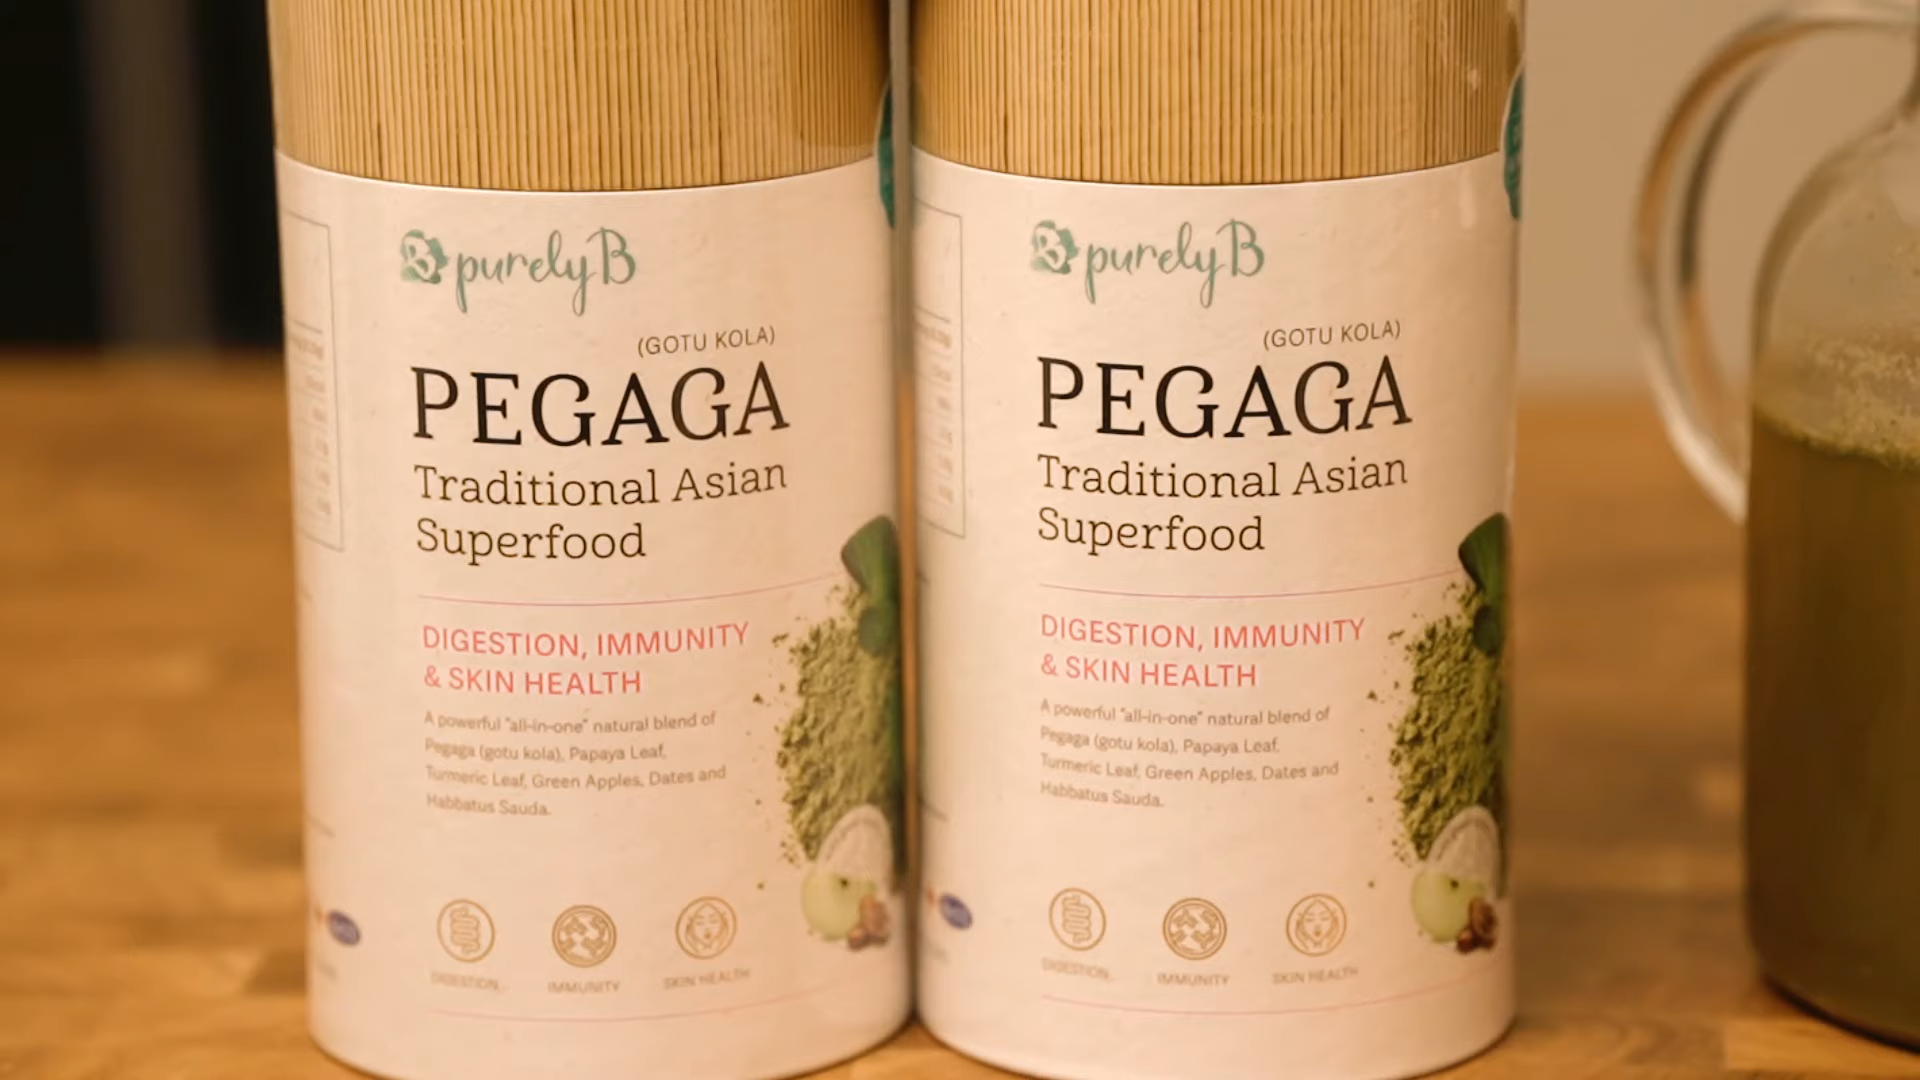 purelyB
(GOTU KOLA)
PEGAGA
Traditional Asian
Superfood
DIGESTION, IMMUNITY
& SKIN HEALTH
A powerful "all-in-one" natural blend of
Pegaga (gotu kola), Papaya Leaf,
Turmeric Leaf, Green Apples, Dates and
Habbatus Sauda.
DIGESTION
IMMUNITY
SKIN HEALTH
purelyB
(GOTU KOLA)
PEGAGA
Traditional Asian
Superfood
DIGESTION, IMMUNITY
& SKIN HEALTH
A powerful "all-in-one" natural blend of
Pegaga (gotu kola), Papaya Leaf,
Turmeric Leaf, Green Apples, Dates and
Habbatus Sauda.
DIGESTION
IMMUNITY
SKIN HEALTH